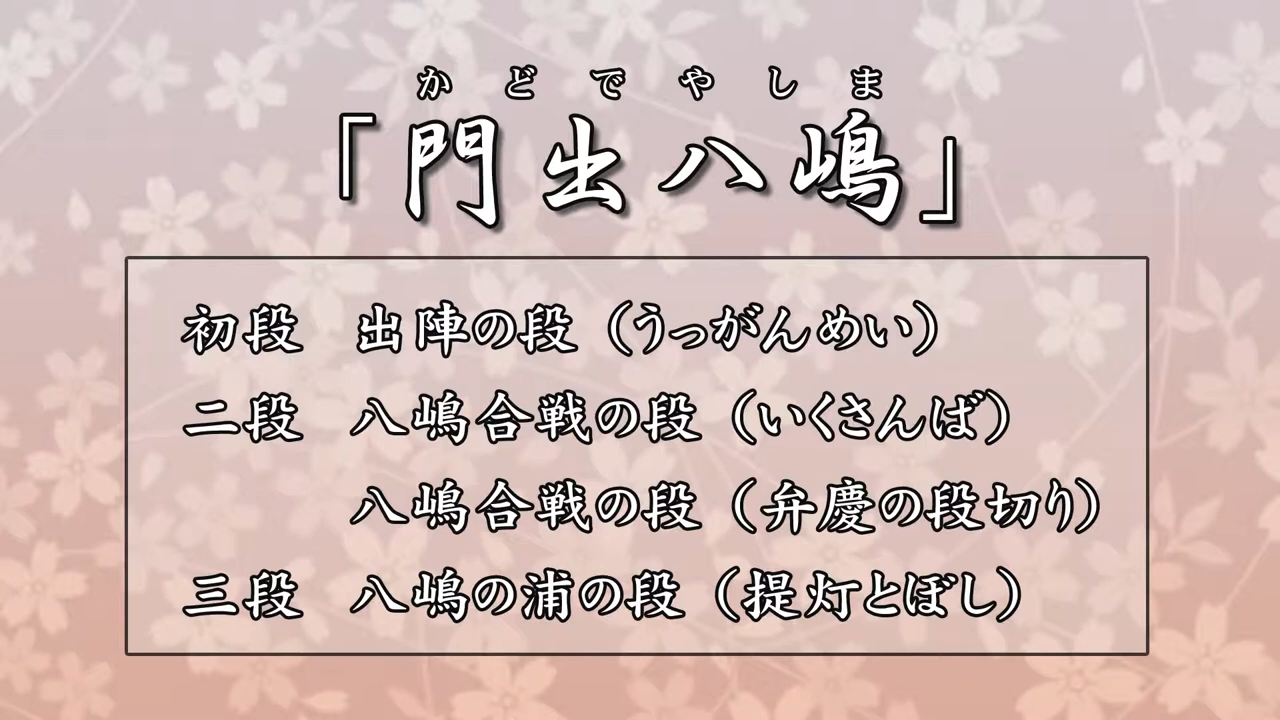 かどでやしま
「門出八嶋」
初段　出陣の段（うっがんめい）
二段　八嶋合戦の段（いくさんば）
八嶋合戦の段（弁慶の段切り）
三段　八嶋の浦の段（提灯とぼし）